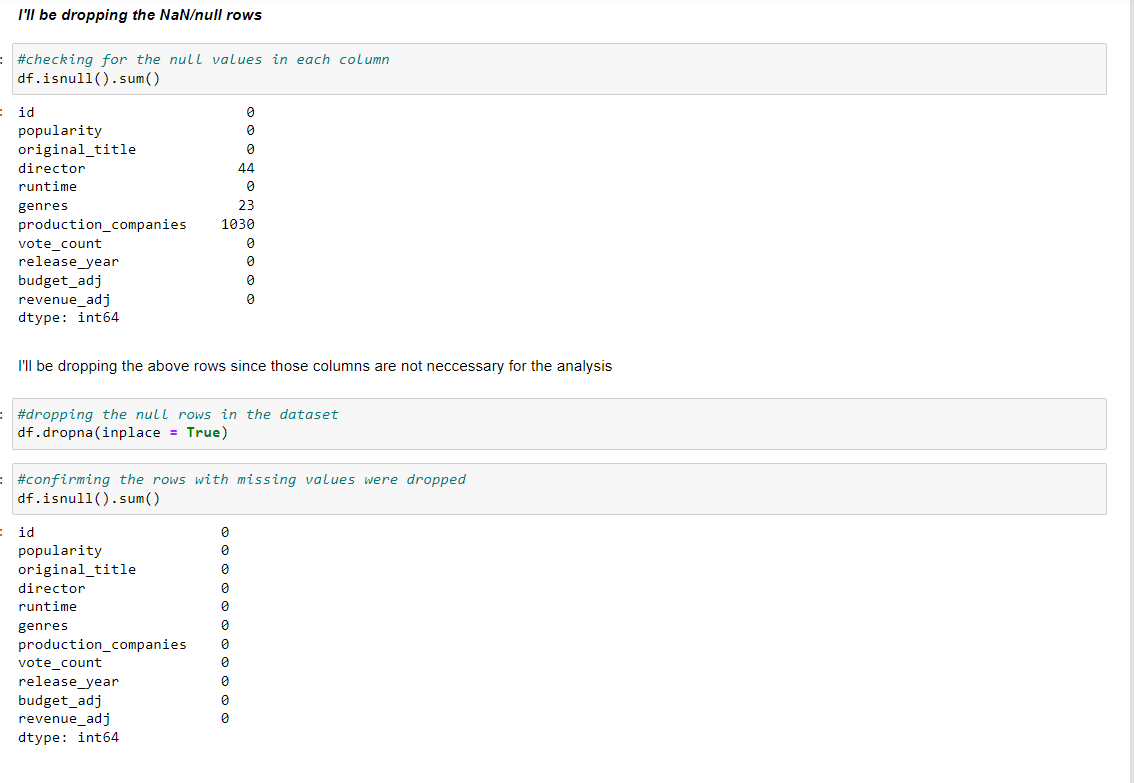 I'll be dropping the NaN/null rows
#checking for the null values in each column
df.isnull().sum()
id 0
popularity 0
original_title 0
director 44
runtime 0
genres 23
production_companies 1030
vote_count 0
release_year 0
budget_adj 0
revenue_adj 0
dtype: int64
I'll be dropping the above rows since those columns are not neccessary for the analysis
#dropping the null rows in the dataset
df.dropna(inplace = True)
#confirming the rows with missing values were dropped
df.isnull().sum()
id 0
popularity 0
original_title 0
director 0
runtime 0
genres 0
production_companies 0
vote_count 0
release_year 0
budget_adj 0
revenue_adj 0
dtype: int64